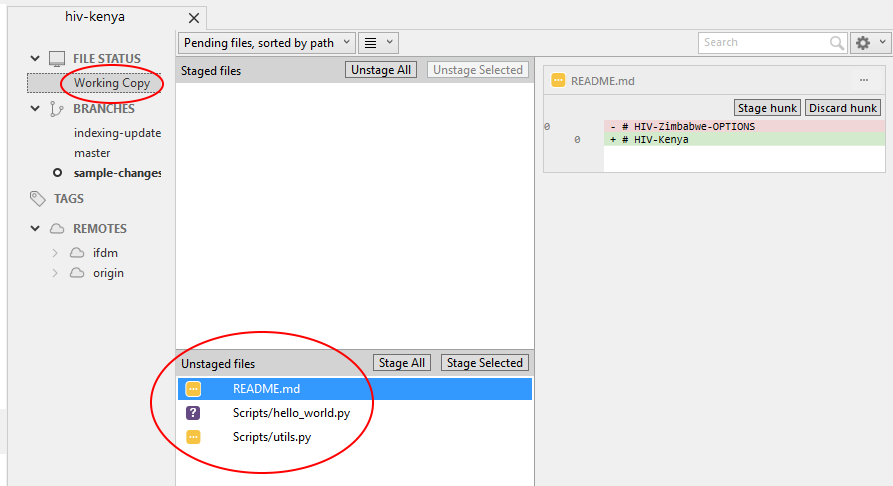 hiv-kenya
FILE STATUS
Working Copy
BRANCHES
indexing-update
master
sample-changes
TAGS
REMOTES
ifdm
origin
Pending files, sorted by path
Search
Staged files
Unstage All
Unstage Selected
Unstaged files
Stage All
Stage Selected
README.md
? Scripts/hello_world.py
Scripts/utils.py
README.md
...
Stage hunk
Discard hunk
0 - # HIV-Zimbabwe-OPTIONS
0 + # HIV-Kenya